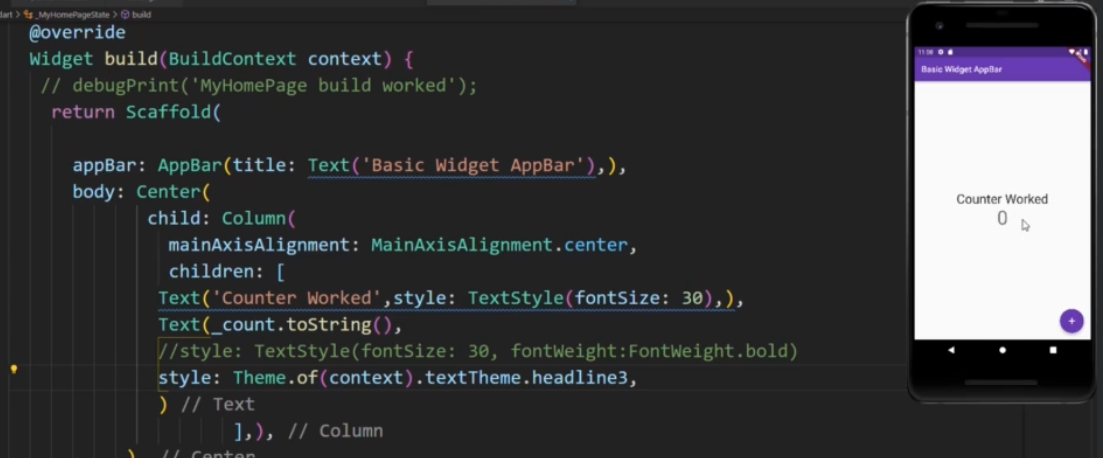 dart > _MyHomePageState > build
@override
Widget build(BuildContext context) {
// debugPrint('MyHomePage build worked');
return Scaffold(
appBar: AppBar(title: Text('Basic Widget AppBar'),),
body: Center(
child: Column(
mainAxisAlignment: MainAxisAlignment.center,
children: [
Text('Counter Worked',style: TextStyle(fontSize: 30),),
Text(_count.toString(),
//style: TextStyle(fontSize: 30, fontWeight:FontWeight.bold)
style: Theme.of(context).textTheme.headline3,
) // Text
],), // Column
) // Center
11:08
Basic Widget AppBar
Counter Worked
0
+